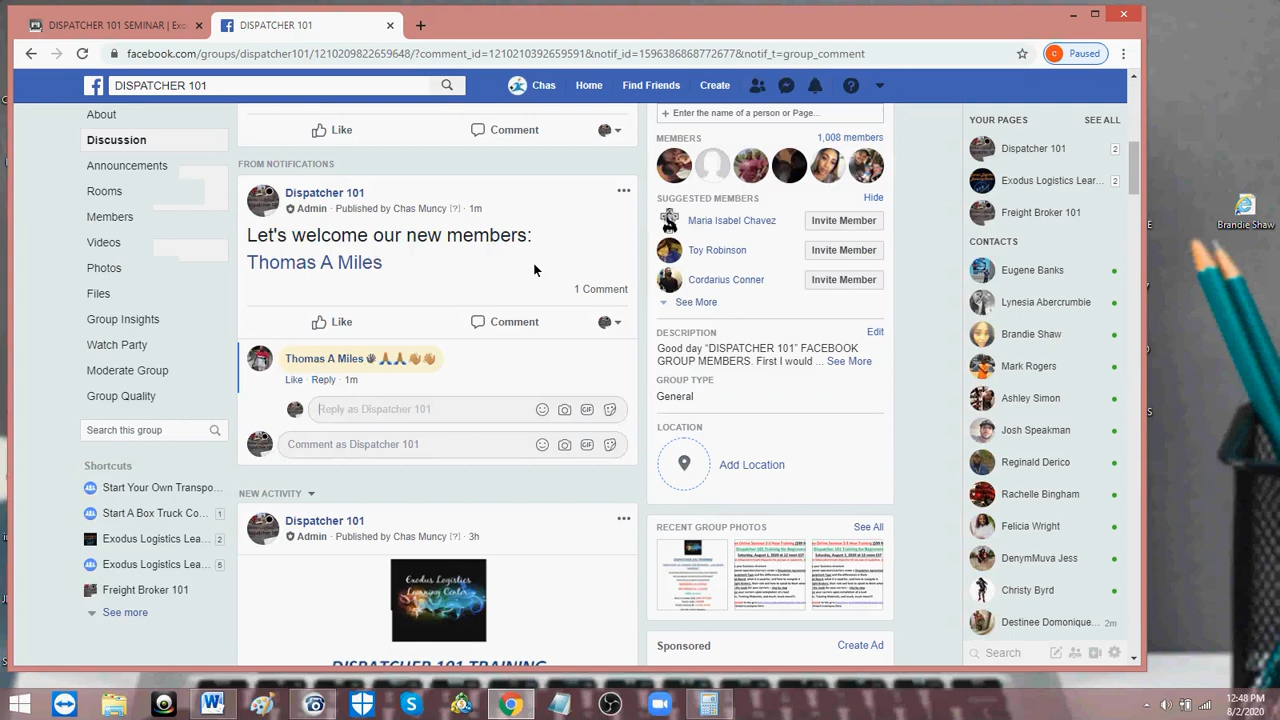 DISPATCHER 101 SEMINAR | Exo
DISPATCHER 101
facebook.com/groups/dispatcher101/1210209822659648/?comment_id=1210210392659591&notif_id=1596386868772677&notif_t=group_comment
Paused
DISPATCHER 101
Chas
Home
Find Friends
Create
About
Discussion
Announcements
Rooms
Members
Videos
Photos
Files
Group Insights
Watch Party
Moderate Group
Group Quality
Search this group
Shortcuts
Start Your Own Transpo...
Start A Box Truck Co...
1
Exodus Logistics Lea...
2
Exodus Logistics Lea...
Freight Broker 101
See more
Like
Comment
FROM NOTIFICATIONS
Dispatcher 101
Admin · Published by Chas Muncy [?] · 1m
Let's welcome our new members:
Thomas A Miles
1 Comment
Like
Comment
Thomas A Miles
Like · Reply · 1m
Reply as Dispatcher 101
Comment as Dispatcher 101
NEW ACTIVITY
Dispatcher 101
Admin · Published by Chas Muncy [?] · 3h
Exodus Logistics
DISPATCHER 101 TRAINING
+ Enter the name of a person or Page...
MEMBERS
1,008 members
SUGGESTED MEMBERS
Hide
Maria Isabel Chavez
Invite Member
Toy Robinson
Invite Member
Cordarius Conner
Invite Member
See More
DESCRIPTION
Edit
Good day "DISPATCHER 101" FACEBOOK
GROUP MEMBERS. First I would ... See More
GROUP TYPE
General
LOCATION
Add Location
RECENT GROUP PHOTOS
See All
Sponsored
Create Ad
YOUR PAGES
SEE ALL
Dispatcher 101
2
Exodus Logistics Lear...
2
Freight Broker 101
CONTACTS
Eugene Banks
Lynesia Abercrumbie
Brandie Shaw
Mark Rogers
Ashley Simon
Josh Speakman
Reginald Derico
Rachelle Bingham
Felicia Wright
DenymMuva Jess
Christy Byrd
Destinee Domonique...
2m
Search
Brandie Shaw
12:48 PM
8/2/2020